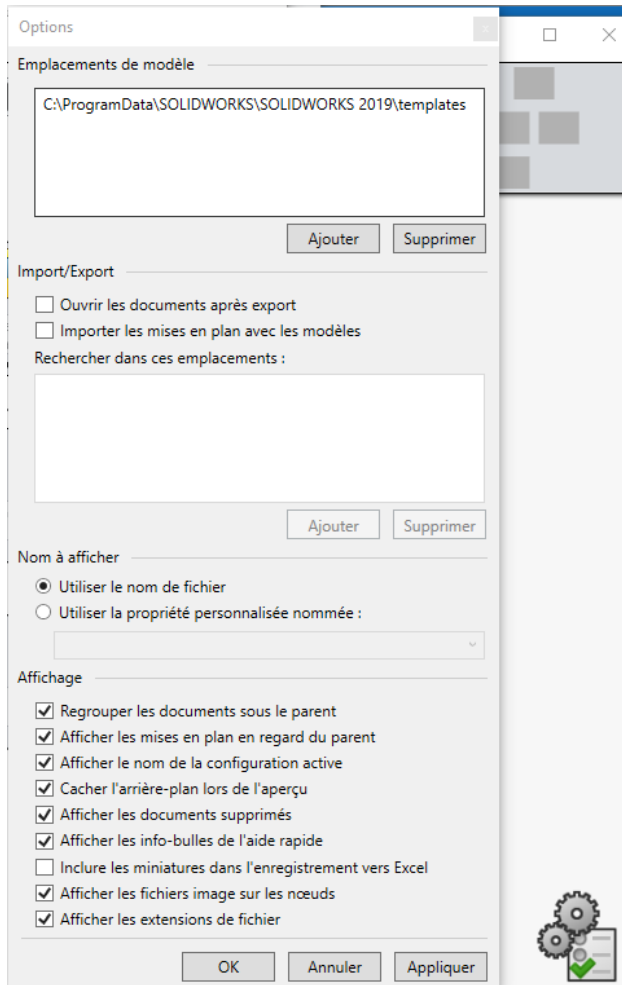 Options
Emplacements de modèle
C:\ProgramData\SOLIDWORKS\SOLIDWORKS 2019\templates
Ajouter Supprimer
Import/Export
Ouvrir les documents après export
Importer les mises en plan avec les modèles
Rechercher dans ces emplacements :
Ajouter Supprimer
Nom à afficher
Utiliser le nom de fichier
Utiliser la propriété personnalisée nommée :
Affichage
Regrouper les documents sous le parent
Afficher les mises en plan en regard du parent
Afficher le nom de la configuration active
Cacher l'arrière-plan lors de l'aperçu
Afficher les documents supprimés
Afficher les info-bulles de l'aide rapide
Inclure les miniatures dans l'enregistrement vers Excel
Afficher les fichiers image sur les nœuds
Afficher les extensions de fichier
OK Annuler Appliquer